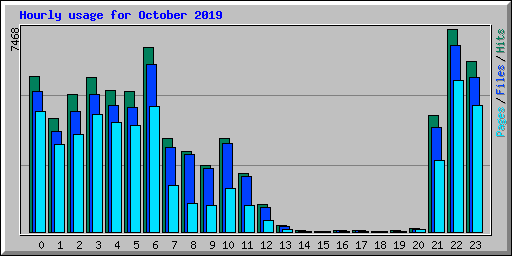 Hourly usage for October 2019
7468
Pages/Files/Hits
0 1 2 3 4 5 6 7 8 9 10 11 12 13 14 15 16 17 18 19 20 21 22 23